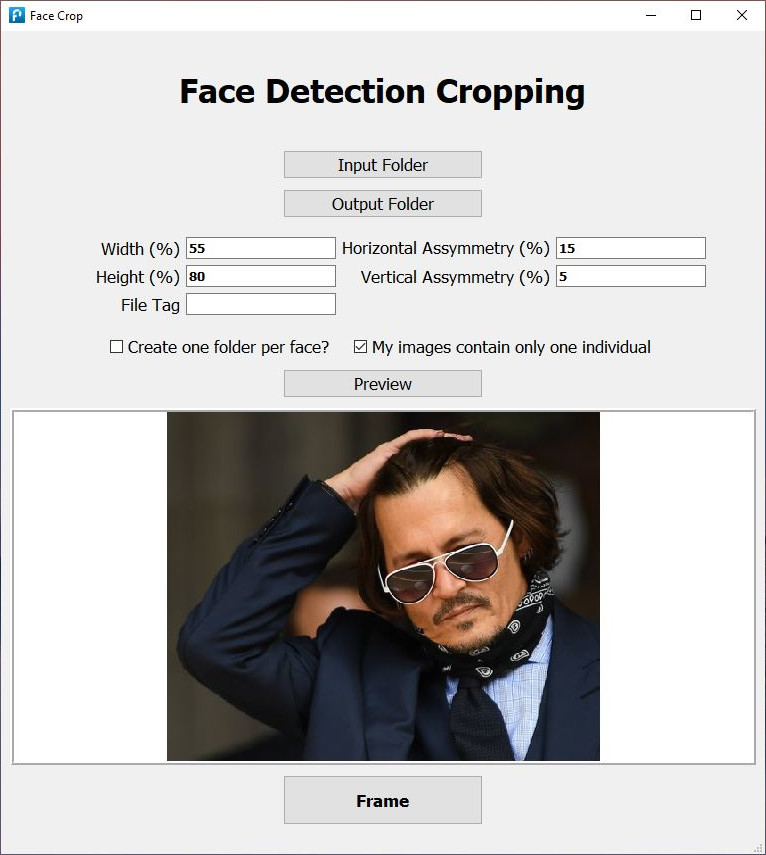 Face Crop
Face Detection Cropping
Input Folder
Output Folder
Width (%) 55 Horizontal Assymmetry (%) 15
Height (%) 80 Vertical Assymmetry (%) 5
File Tag
Create one folder per face? My images contain only one individual
Preview
Frame